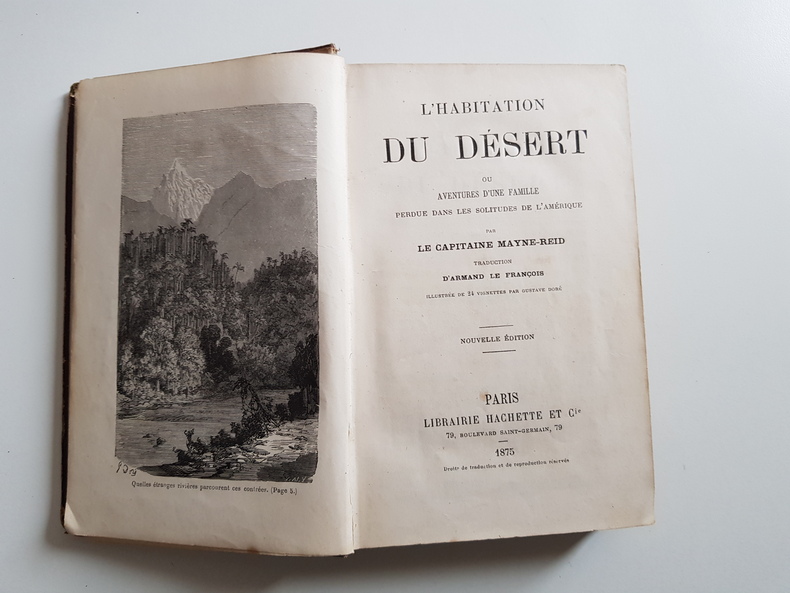 G. Doré
Quelles étranges rivières parcourent ces contrées. (Page 5.)
L'HABITATION
DU DÉSERT
OU
AVENTURES D'UNE FAMILLE
PERDUE DANS LES SOLITUDES DE L'AMÉRIQUE
PAR
LE CAPITAINE MAYNE-REID
TRADUCTION
D'ARMAND LE FRANÇOIS
ILLUSTRÉE DE 24 VIGNETTES PAR GUSTAVE DORÉ
NOUVELLE ÉDITION
PARIS
LIBRAIRIE HACHETTE ET Cie
79, BOULEVARD SAINT-GERMAIN, 79
1875
Droits de traduction et de reproduction réservés